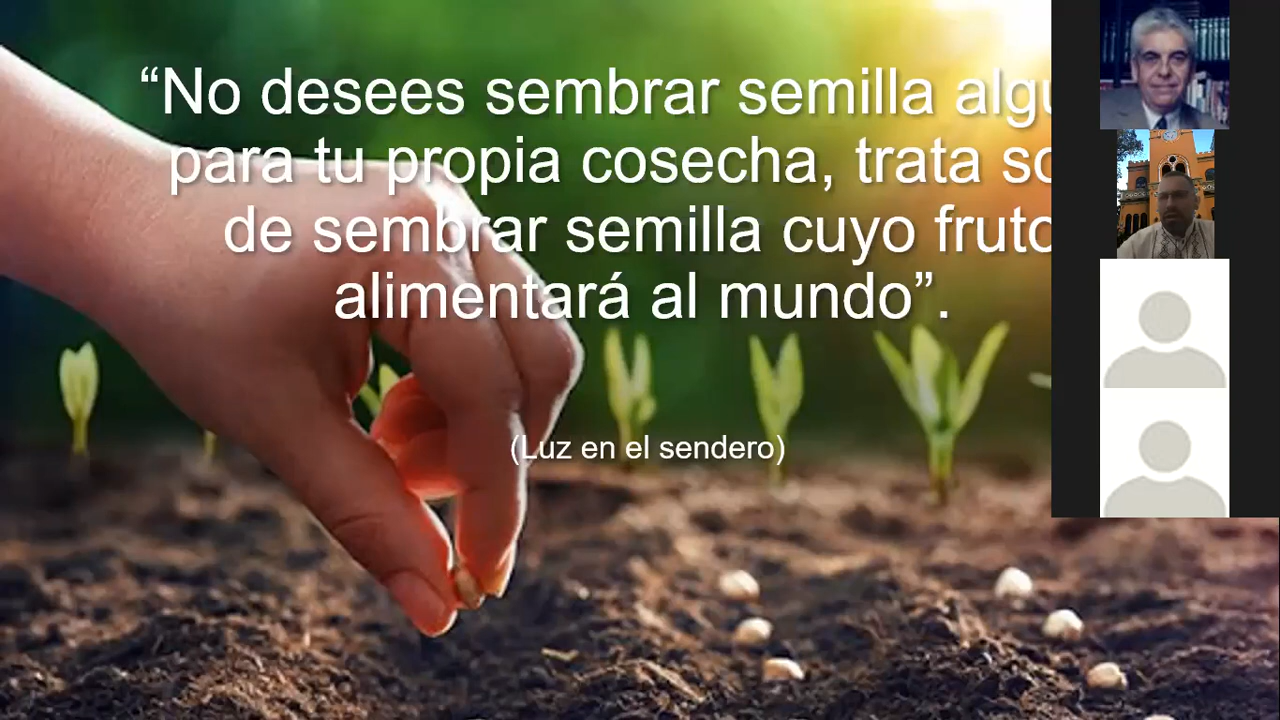 “No desees sembrar semilla
para tu propia cosecha, trata
de sembrar semilla cuyo fruto
alimentará al mundo”.
(Luz en el sendero)